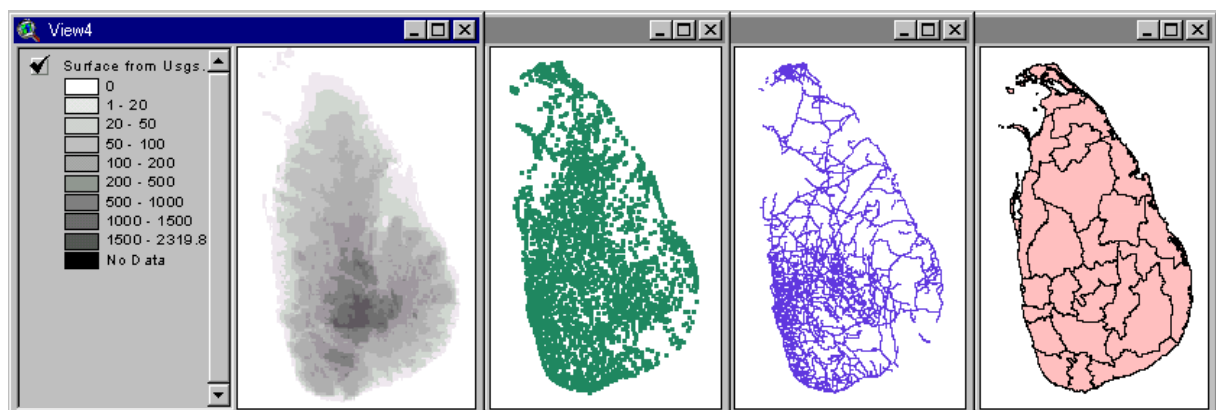 View4
Surface from Usgs.
0
1 - 20
20 - 50
50 - 100
100 - 200
200 - 500
500 - 1000
1000 - 1500
1500 - 2319.8
No Data